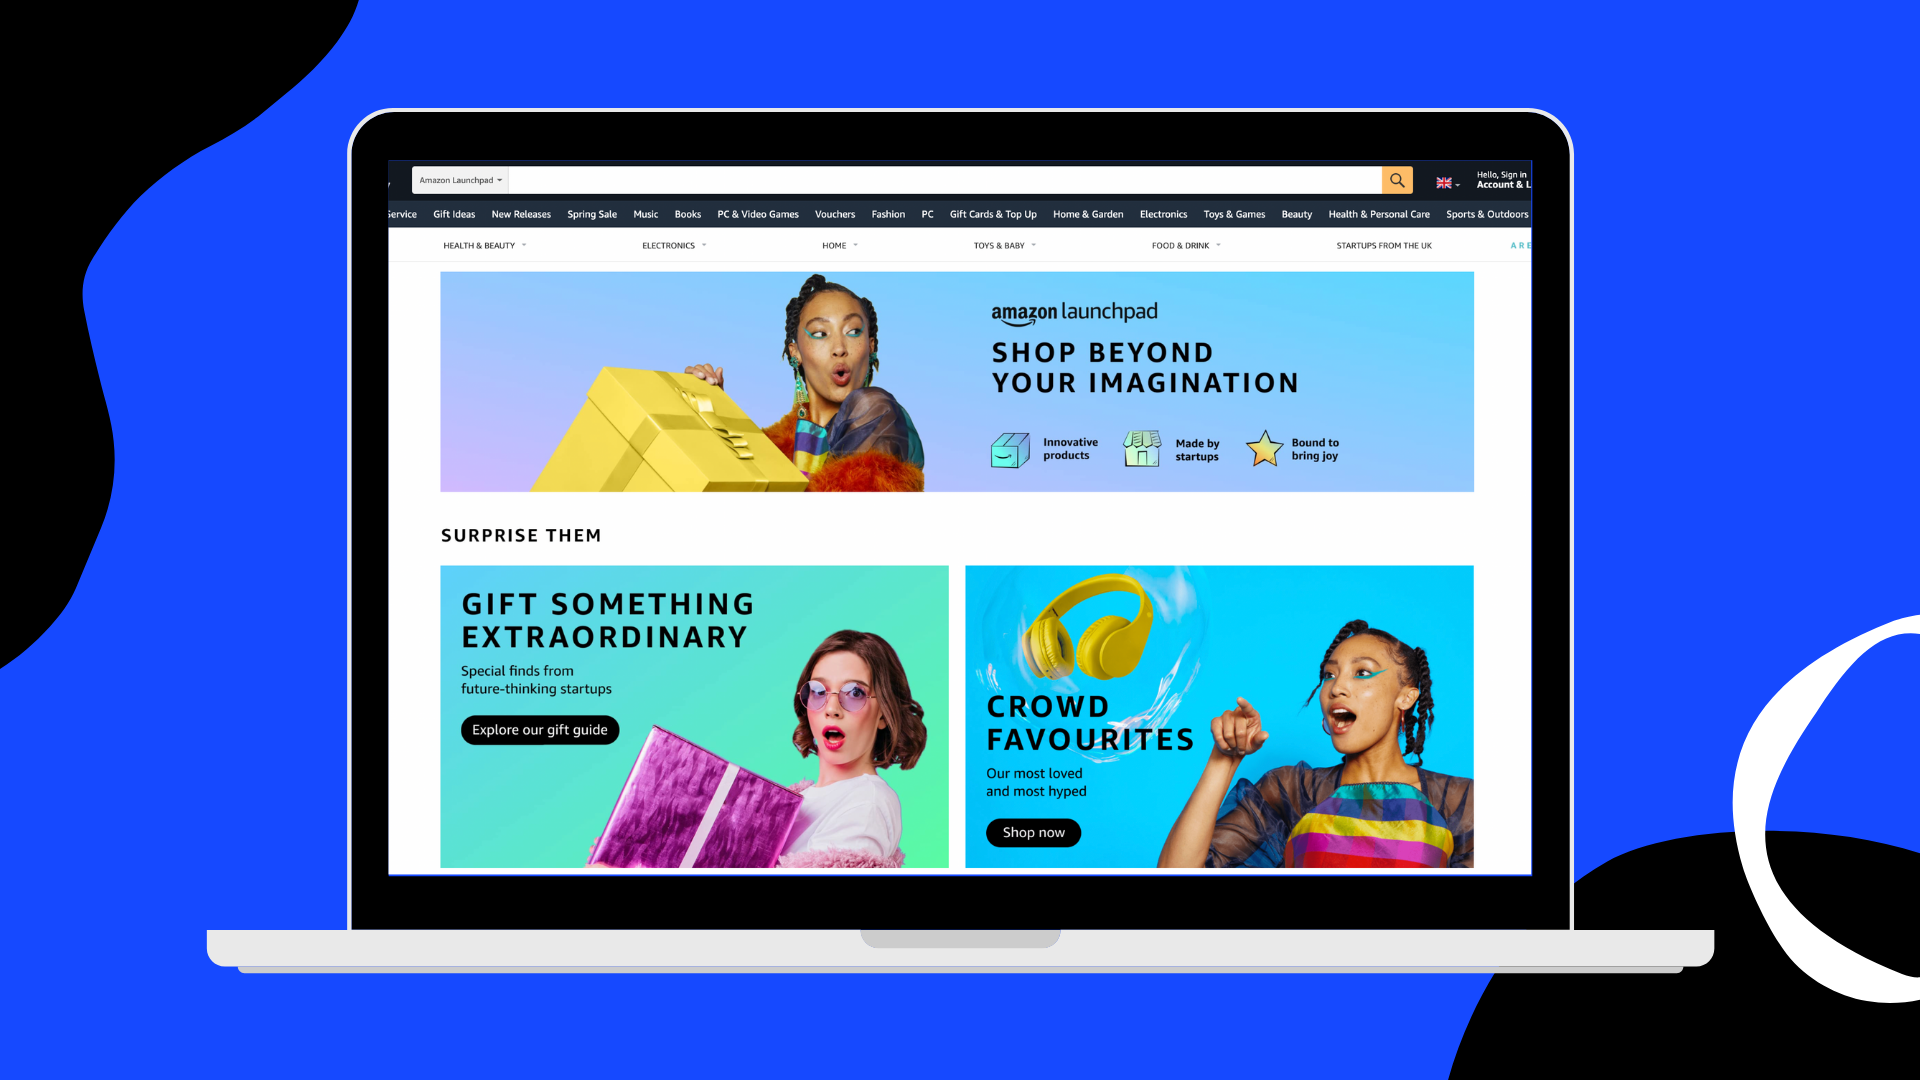 Amazon Launchpad
Hello, Sign in
Account & L
Service Gift Ideas New Releases Spring Sale Music Books PC & Video Games Vouchers Fashion PC Gift Cards & Top Up Home & Garden Electronics Toys & Games Beauty Health & Personal Care Sports & Outdoors
HEALTH & BEAUTY ELECTRONICS HOME TOYS & BABY FOOD & DRINK STARTUPS FROM THE UK ARE
amazon launchpad
SHOP BEYOND
YOUR IMAGINATION
Innovative
products
Made by
startups
Bound to
bring joy
SURPRISE THEM
GIFT SOMETHING
EXTRAORDINARY
Special finds from
future-thinking startups
Explore our gift guide
CROWD
FAVOURITES
Our most loved
and most hyped
Shop now